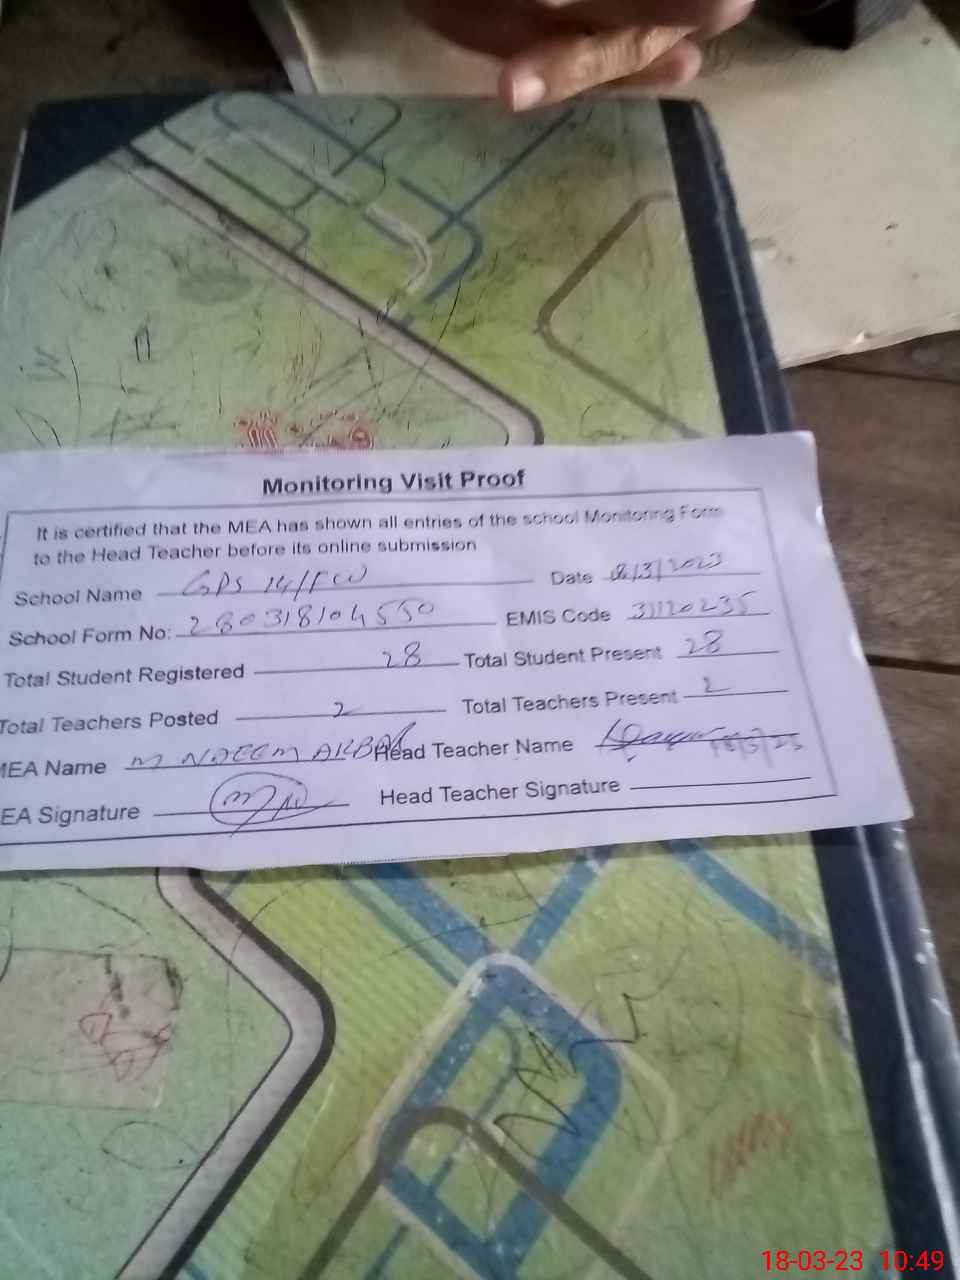 Monitoring Visit Proof
It is certified that the MEA has shown all entries of the school Monitoring Form
to the Head Teacher before its online submission
School Name GPS 14/FW Date 18/3/2023
School Form No: 280318104550 EMIS Code 31120235
Total Student Registered 28 Total Student Present 28
Total Teachers Posted 2 Total Teachers Present 2
MEA Name M NAEEM AKBAR Head Teacher Name
18/3/23
EA Signature Head Teacher Signature
18-03-23 10:49